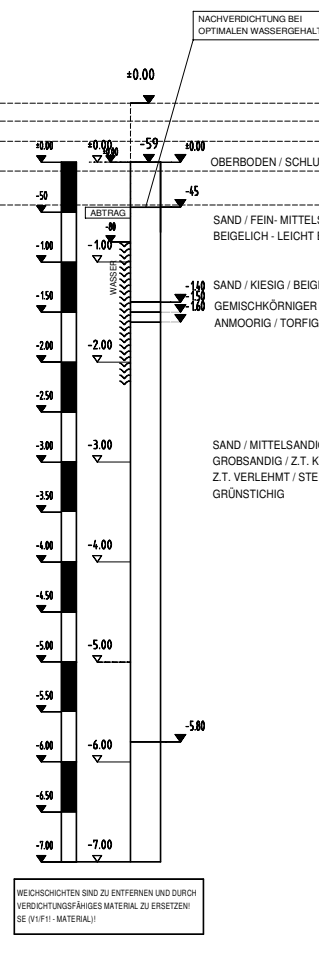 NACHVERDICHTUNG BEI
OPTIMALEN WASSERGEHALT
±0.00
±0.00
±0.00
±0.00
-59
±0.00
OBERBODEN / SCHLU
-50
-45
ABTRAG
SAND / FEIN- MITTELS
-80
BEIGELICH - LEICHT
-1.00
-1.00
WASSER
-1.40
SAND / KIESIG / BEIG
-1.50
-1.50
-1.60
GEMISCHKÖRNIGER
ANMOORIG / TORFIG
-2.00
-2.00
-2.50
-3.00
-3.00
SAND / MITTELSANDIG
GROBSANDIG / Z.T. K
Z.T. VERLEHMT / STE
GRÜNSTICHIG
-3.50
-4.00
-4.00
-4.50
-5.00
-5.00
-5.50
-5.80
-6.00
-6.00
-6.50
-7.00
-7.00
WEICHSCHICHTEN SIND ZU ENTFERNEN UND DURCH
VERDICHTUNGSFÄHIGES MATERIAL ZU ERSETZEN!
SE (V1/F1! - MATERIAL)!